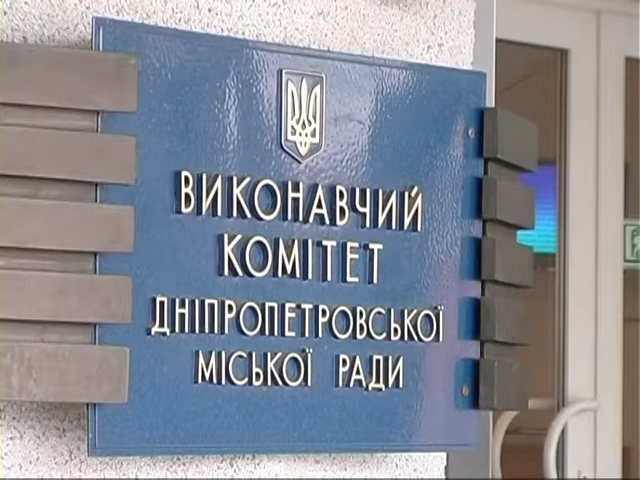 ВИКОНАВЧИЙ
КОМІТЕТ
ДНІПРОПЕТРОВСЬКОЇ
МІСЬКОЇ РАДИ